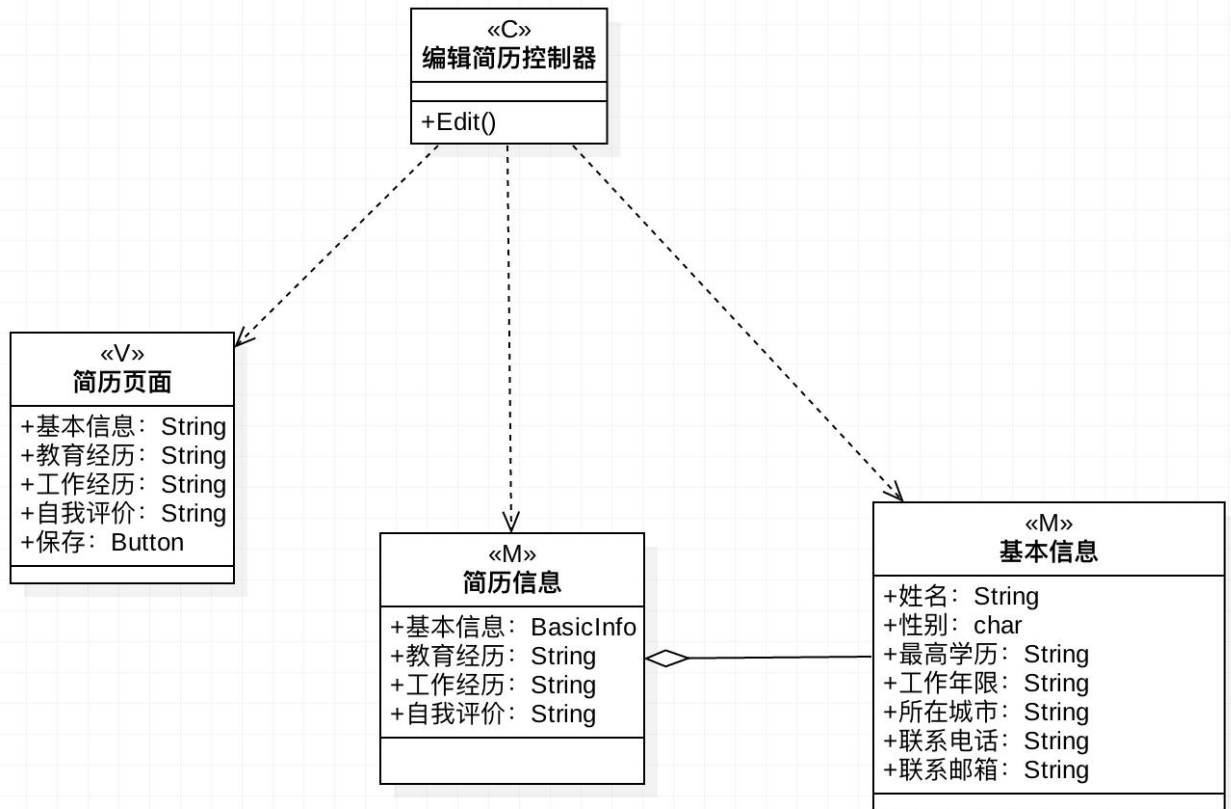 «C»
编辑简历控制器
+Edit()
«V»
简历页面
+基本信息：String
+教育经历：String
+工作经历：String
+自我评价：String
+保存：Button
«M»
简历信息
+基本信息：BasicInfo
+教育经历：String
+工作经历：String
+自我评价：String
«M»
基本信息
+姓名：String
+性别：char
+最高学历：String
+工作年限：String
+所在城市：String
+联系电话：String
+联系邮箱：String